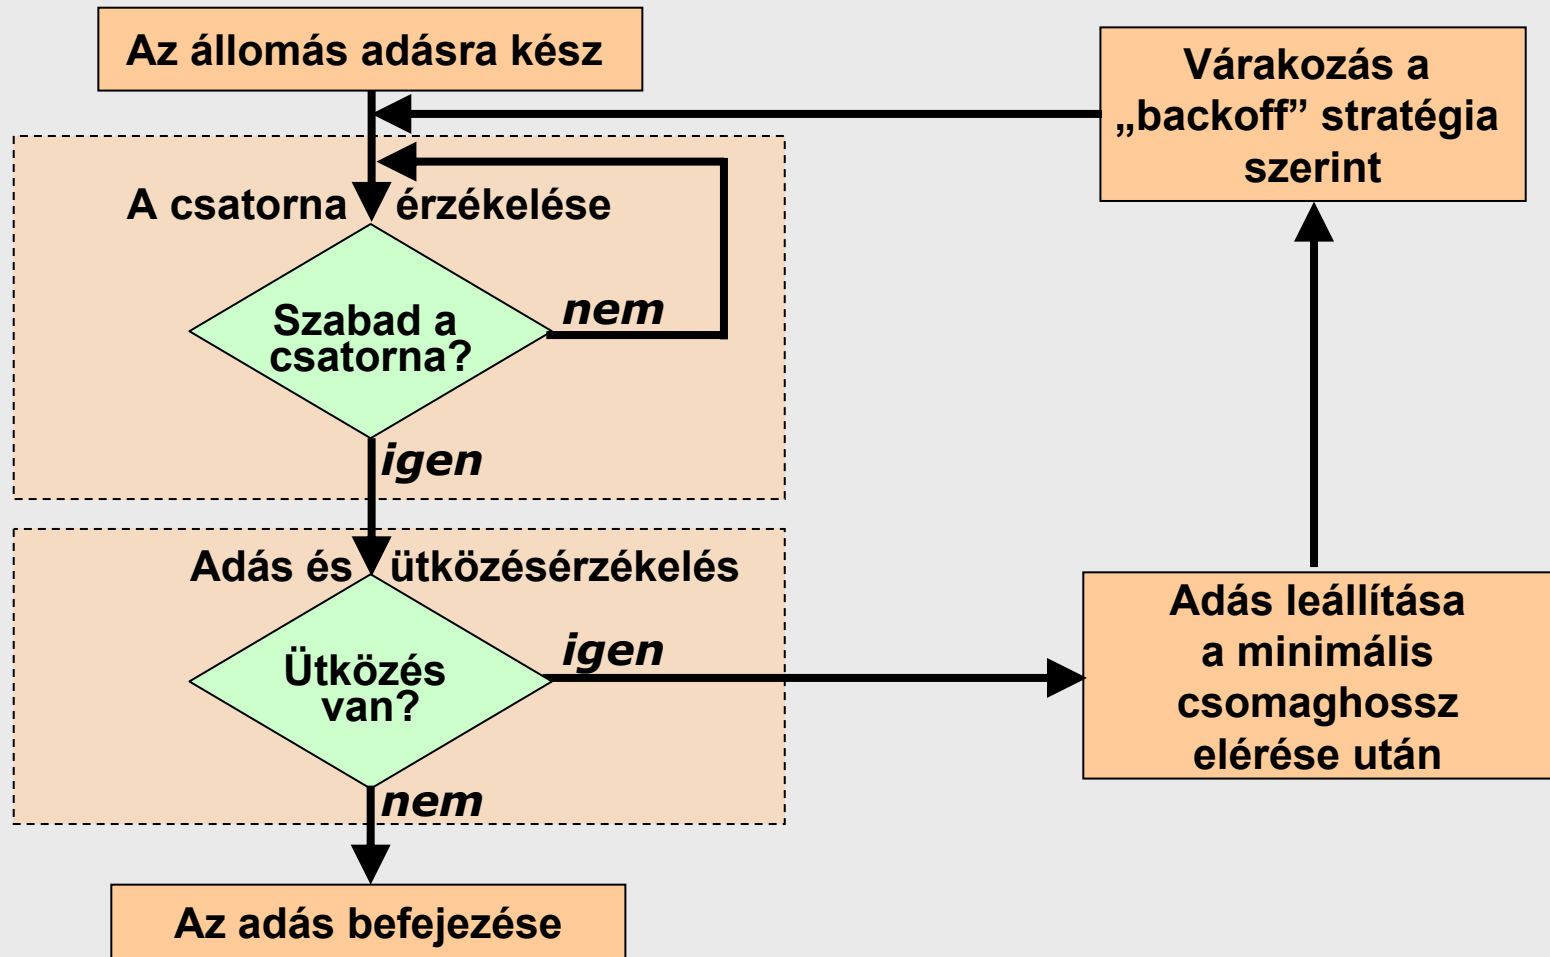 Az állomás adásra kész
Várakozás a
„backoff” stratégia
szerint
A csatorna érzékelése
Szabad a
csatorna?
nem
igen
Adás és ütközésérzékelés
Ütközés
van?
igen
nem
Adás leállítása
a minimális
csomaghossz
elérése után
Az adás befejezése